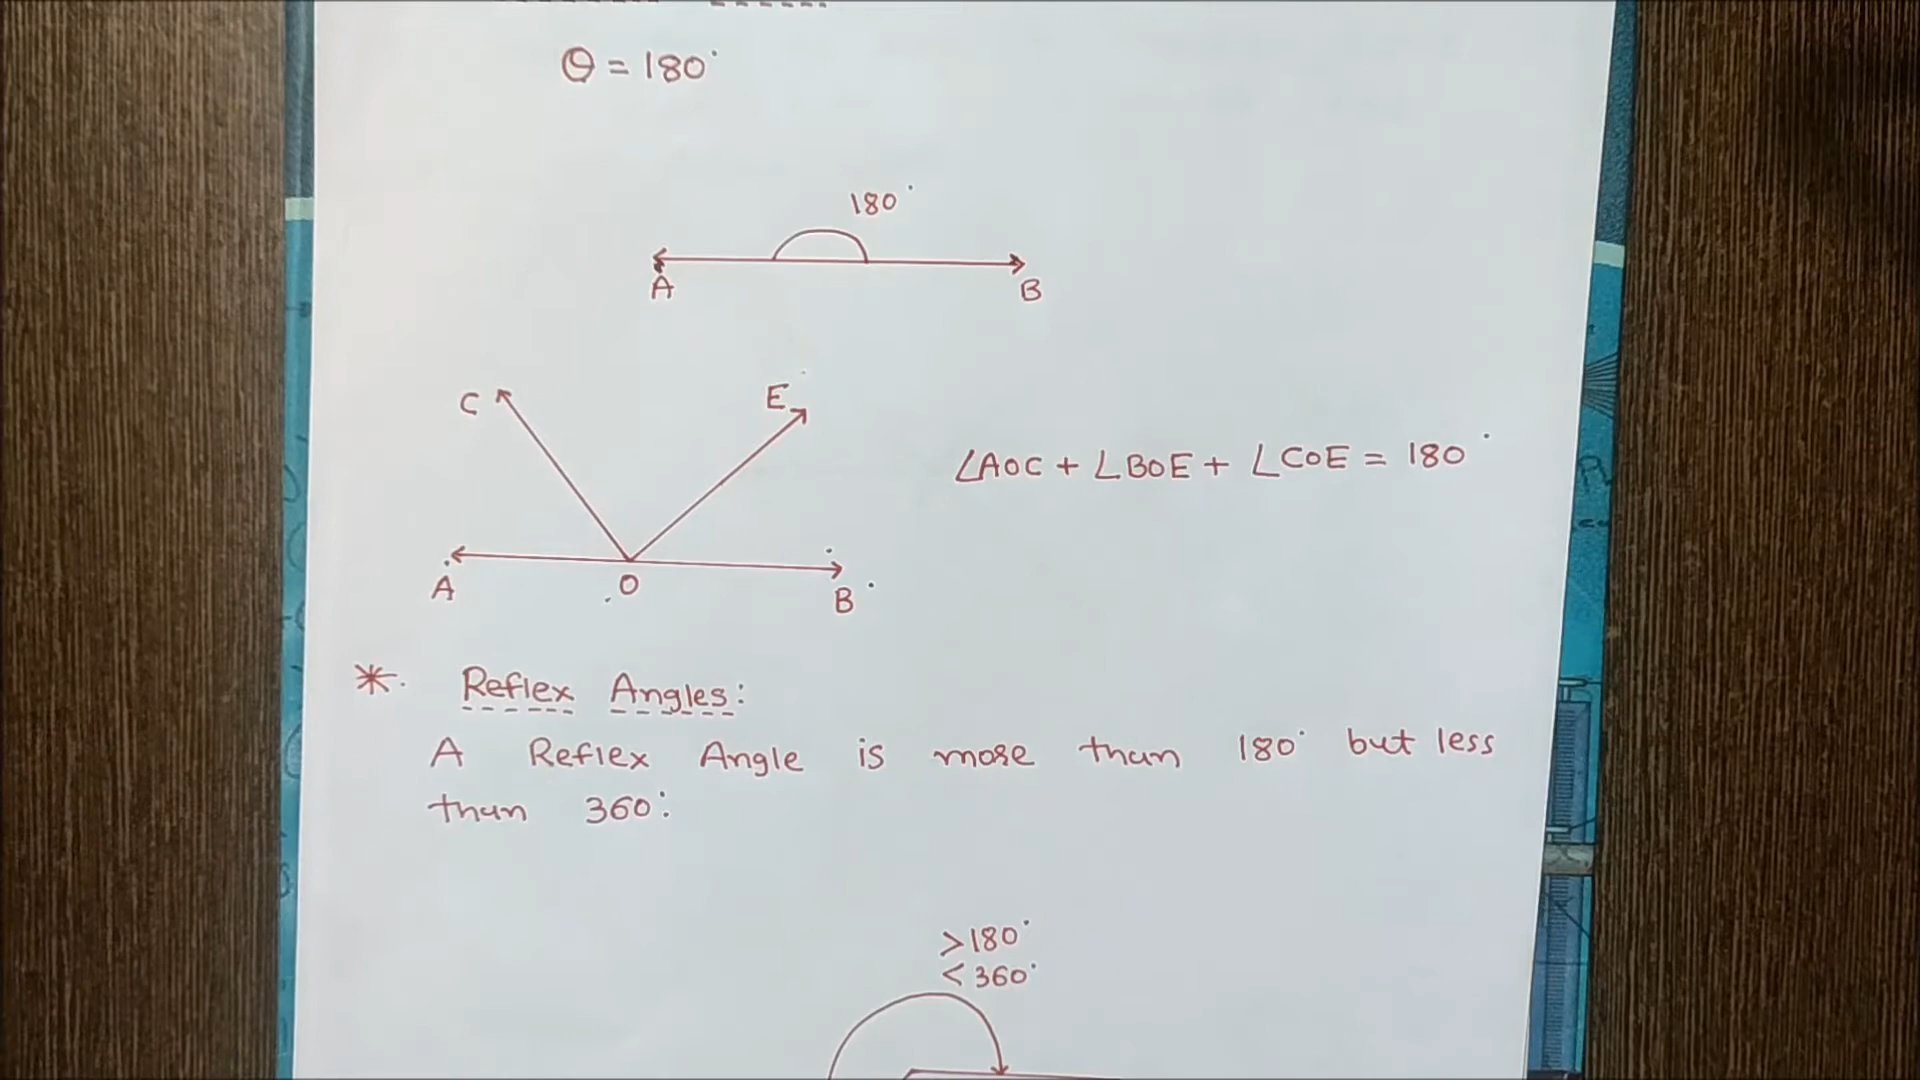 θ = 180°
180°
A B
C E
∠AOC + ∠BOE + ∠COE = 180°
A O B
*. Reflex Angles:
A Reflex Angle is more than 180° but less
than 360°.
>180°
<360°